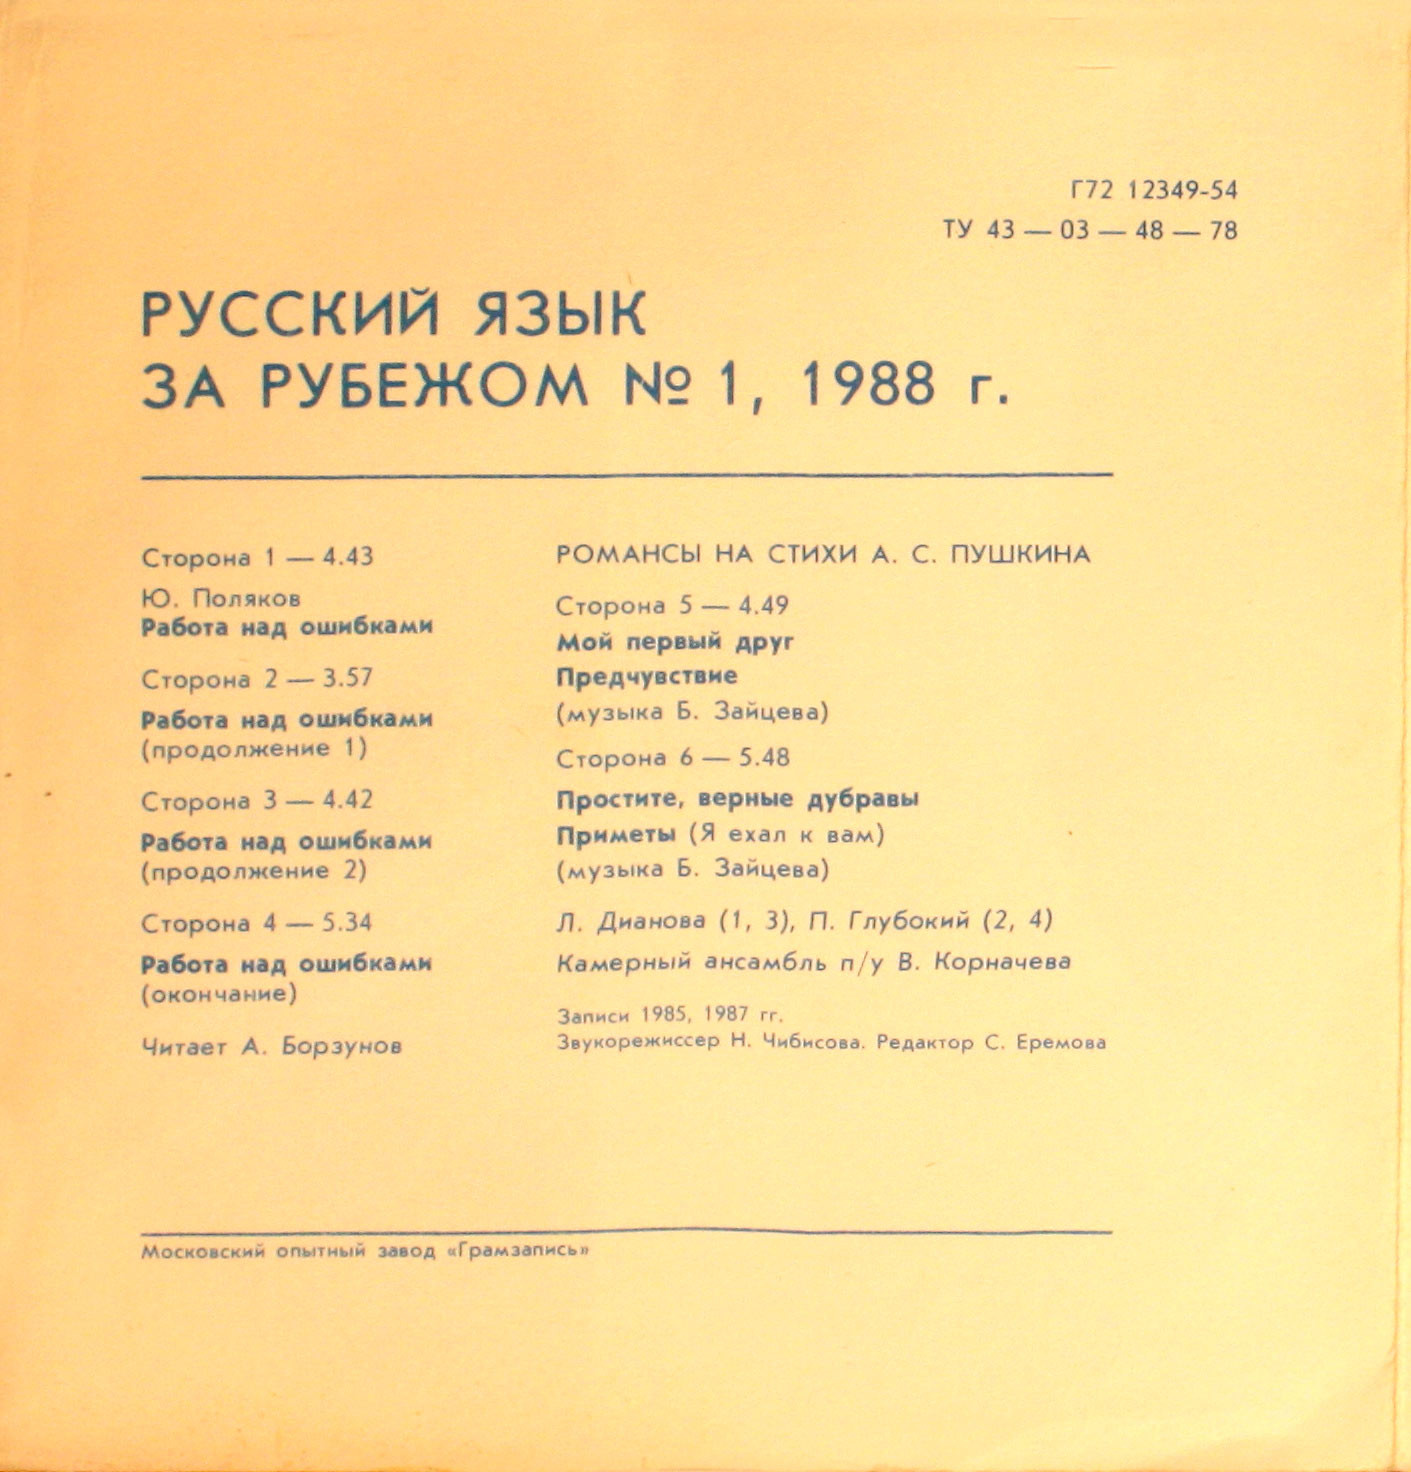 Г72 12349-54
ТУ 43 — 03 — 48 — 78
РУССКИЙ ЯЗЫК
ЗА РУБЕЖОМ № 1, 1988 г.
Сторона 1 — 4.43
Ю. Поляков
Работа над ошибками
Сторона 2 — 3.57
Работа над ошибками
(продолжение 1)
Сторона 3 — 4.42
Работа над ошибками
(продолжение 2)
Сторона 4 — 5.34
Работа над ошибками
(окончание)
Читает А. Борзунов
РОМАНСЫ НА СТИХИ А. С. ПУШКИНА
Сторона 5 — 4.49
Мой первый друг
Предчувствие
(музыка Б. Зайцева)
Сторона 6 — 5.48
Простите, верные дубравы
Приметы (Я ехал к вам)
(музыка Б. Зайцева)
Л. Дианова (1, 3), П. Глубокий (2, 4)
Камерный ансамбль п/у В. Корначева
Записи 1985, 1987 гг.
Звукорежиссер Н. Чибисова. Редактор С. Еремова
Московский опытный завод «Грамзапись»